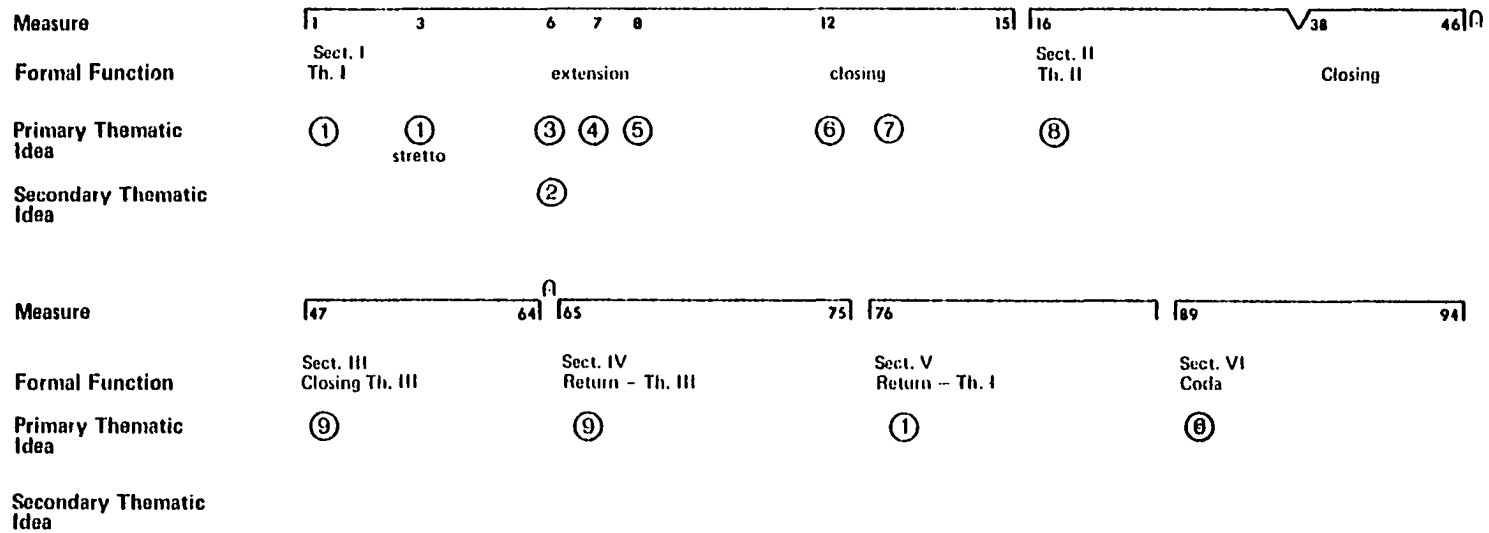 Measure 1 3 6 7 8 12 15 16 38 46
Sect. I Sect. II
Formal Function Th. I extension closing Th. II Closing
Primary Thematic Idea ① ① ③ ④ ⑤ ⑥ ⑦ ⑧
stretto
Secondary Thematic Idea ②
Measure 47 64 65 75 76 89 94
Sect. III Sect. IV Sect. V Sect. VI
Formal Function Closing Th. III Return – Th. III Return – Th. I Coda
Primary Thematic Idea ⑨ ⑨ ①
Secondary Thematic Idea